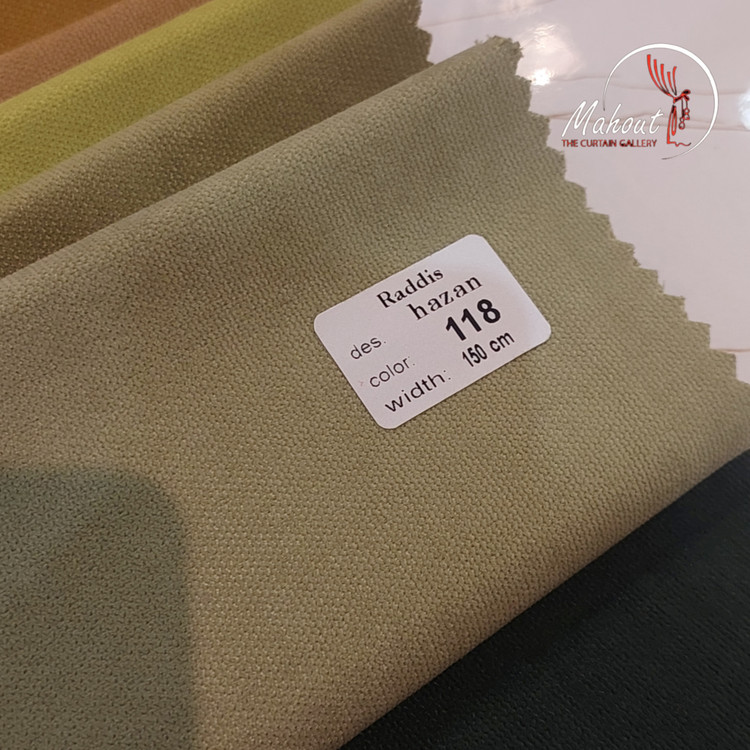 Mahout
THE CURTAIN GALLERY
Raddis
des. hazan
color: 118
width: 150 cm